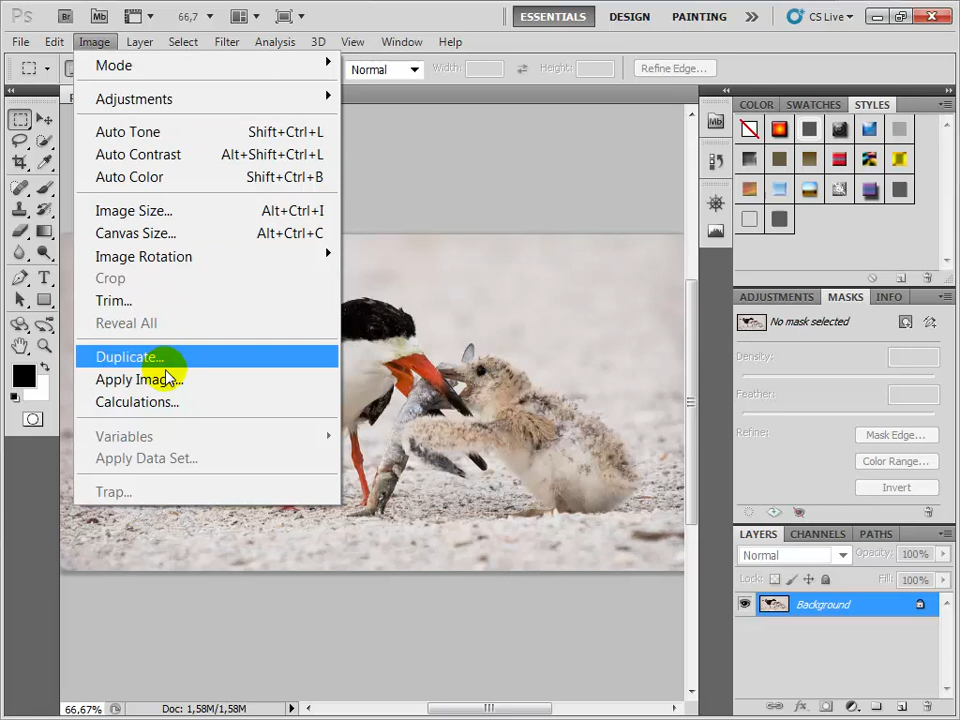 Ps Br Mb 66,7 ESSENTIALS DESIGN PAINTING CS Live
File Edit Image Layer Select Filter Analysis 3D View Window Help
Normal Width: Height: Refine Edge...
Mode
Adjustments
Auto Tone Shift+Ctrl+L
Auto Contrast Alt+Shift+Ctrl+L
Auto Color Shift+Ctrl+B
Image Size... Alt+Ctrl+I
Canvas Size... Alt+Ctrl+C
Image Rotation
Crop
Trim...
Reveal All
Duplicate...
Apply Image...
Calculations...
Variables
Apply Data Set...
Trap...
T
COLOR SWATCHES STYLES
Mb
ADJUSTMENTS MASKS INFO
No mask selected
Density:
Feather:
Refine: Mask Edge...
Color Range...
Invert
LAYERS CHANNELS PATHS
Normal Opacity: 100%
Lock: Fill: 100%
Background
66,67% Doc: 1,58M/1,58M